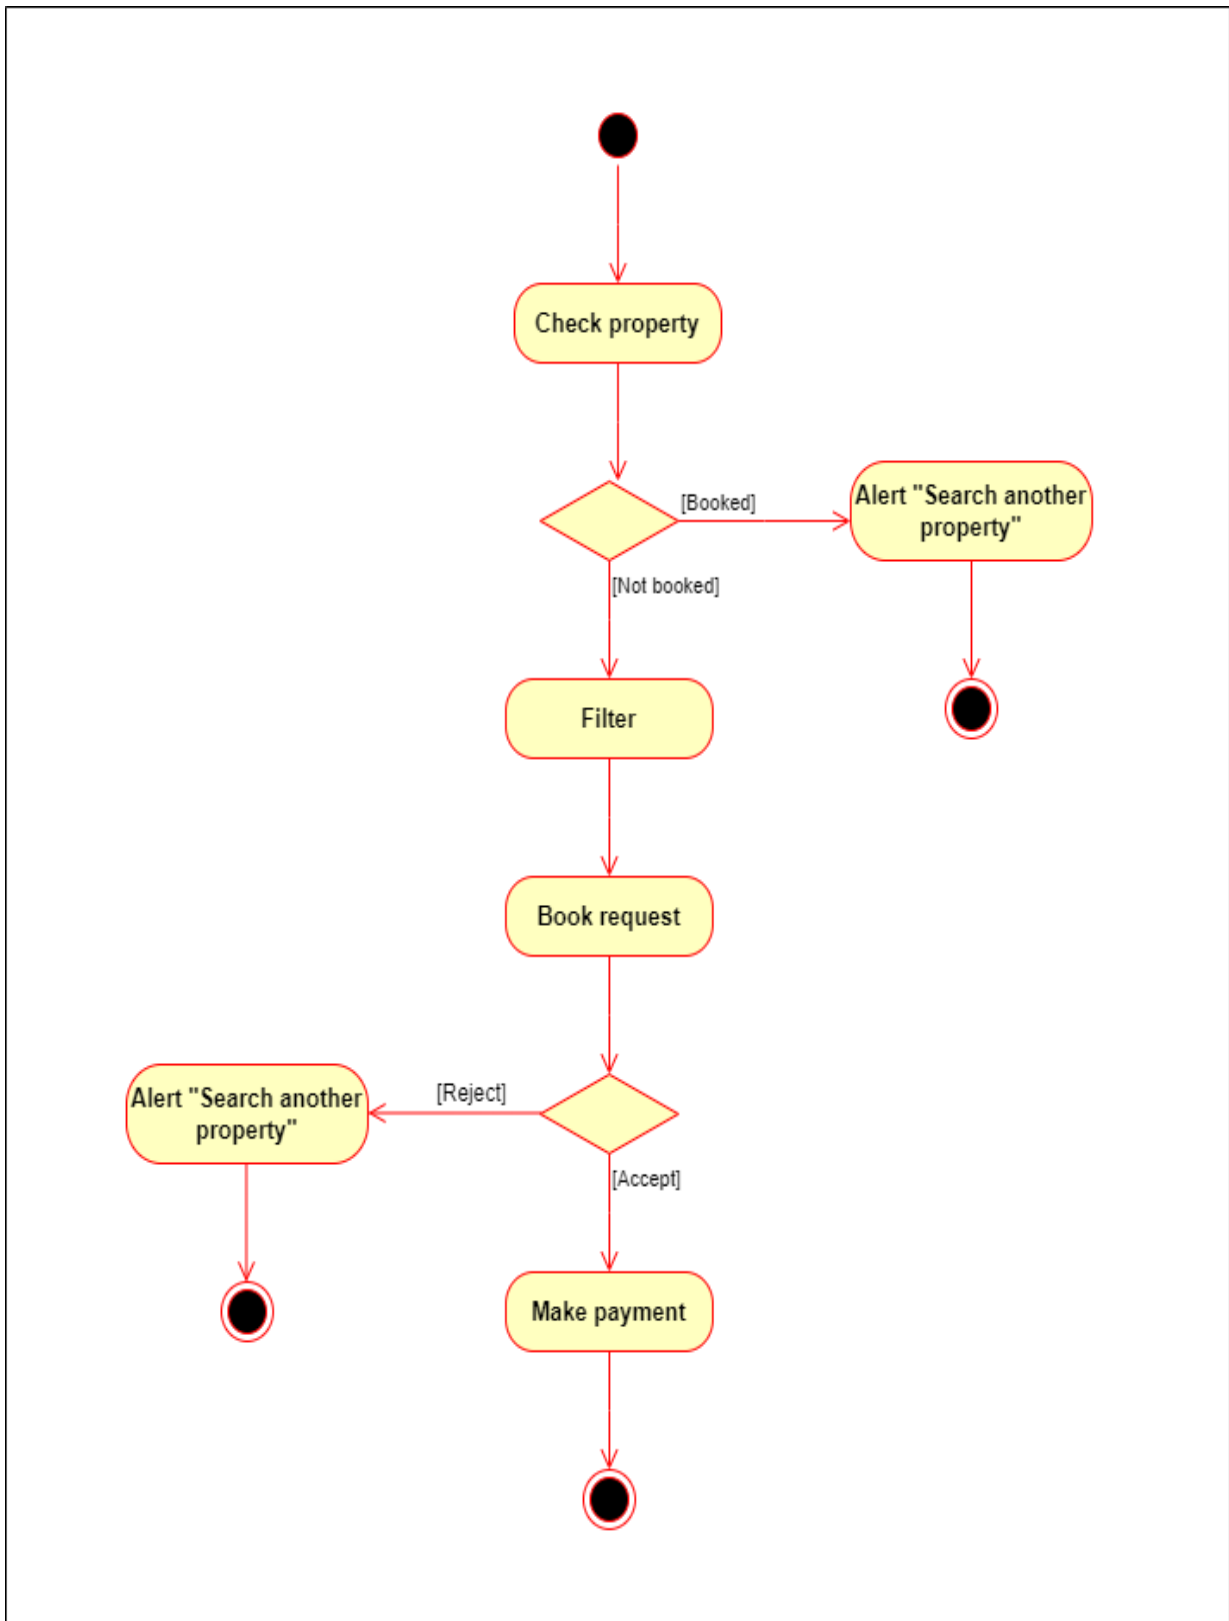 Check property
[Booked]
Alert "Search another
property"
[Not booked]
Filter
Book request
[Reject]
Alert "Search another
property"
[Accept]
Make payment